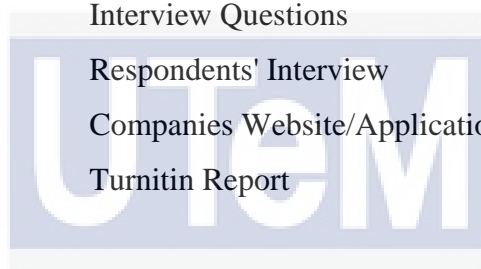 Interview Questions
Respondents' Interview
Companies Website/Applicatio
Turnitin Report
UTeM